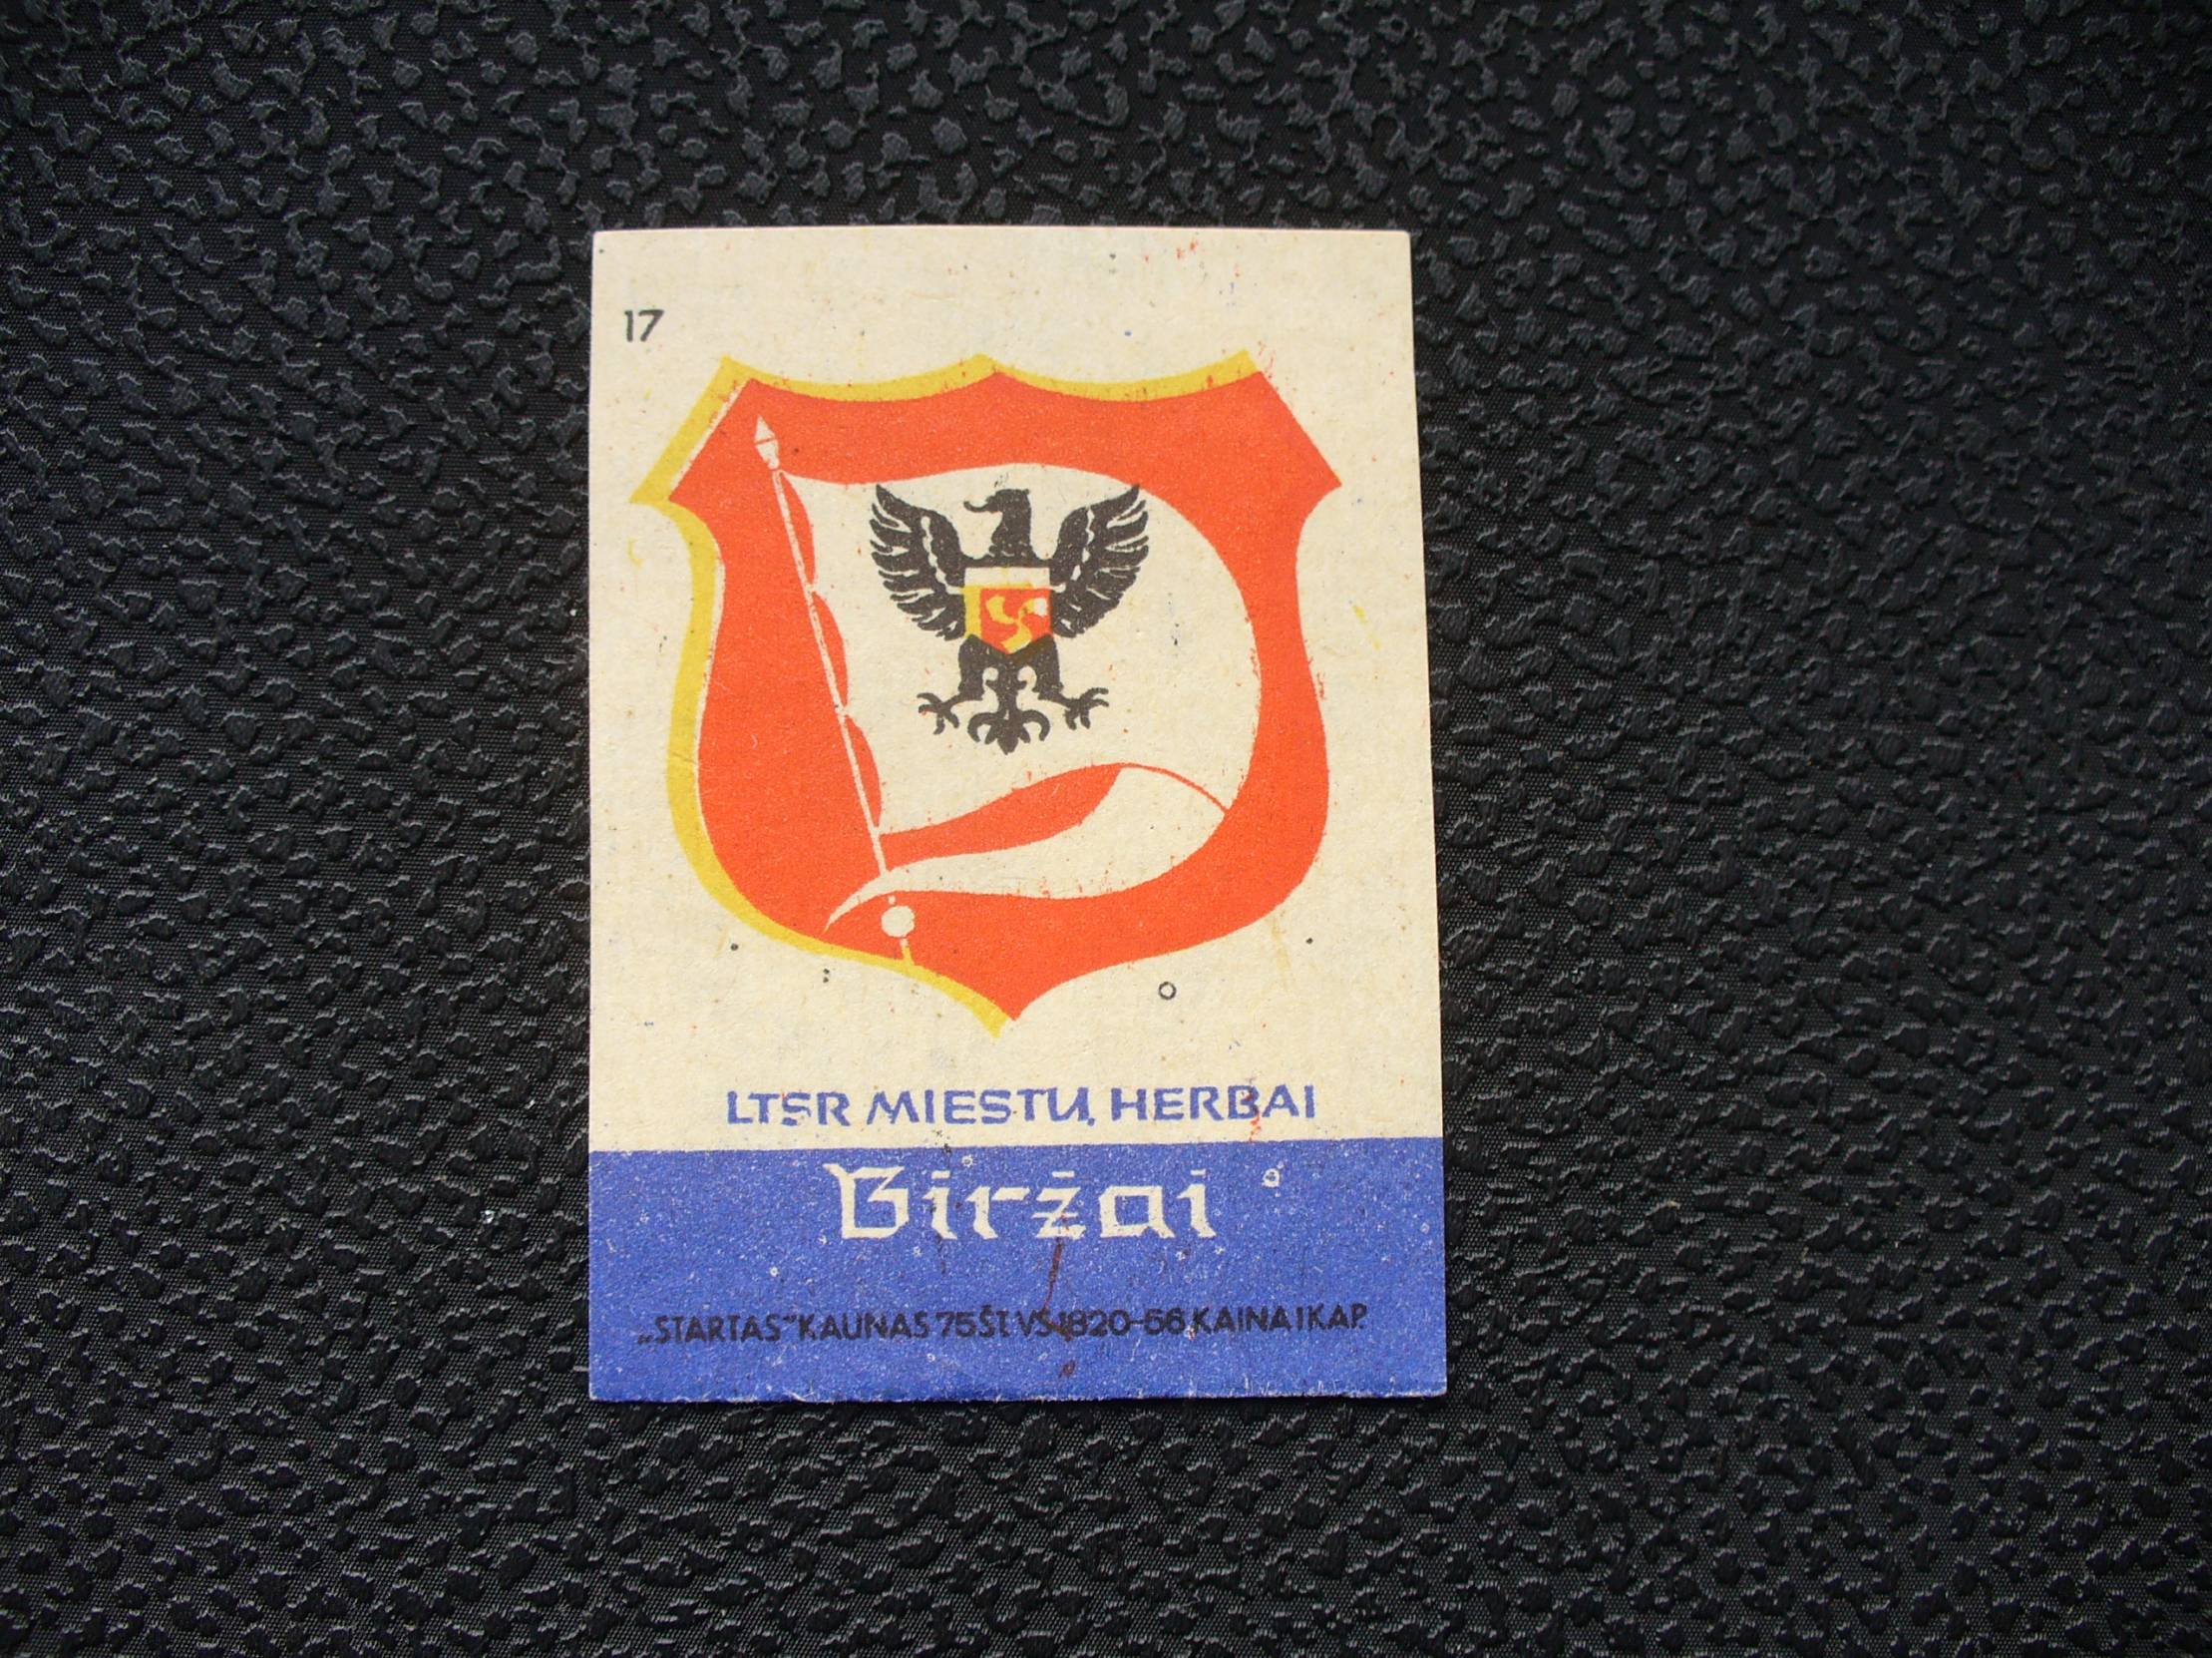 17
LTSR MIESTŲ HERBAI
Biržai
„STARTAS" KAUNAS 75 ŠT. VS 1820-56 KAINA 1 KAP.